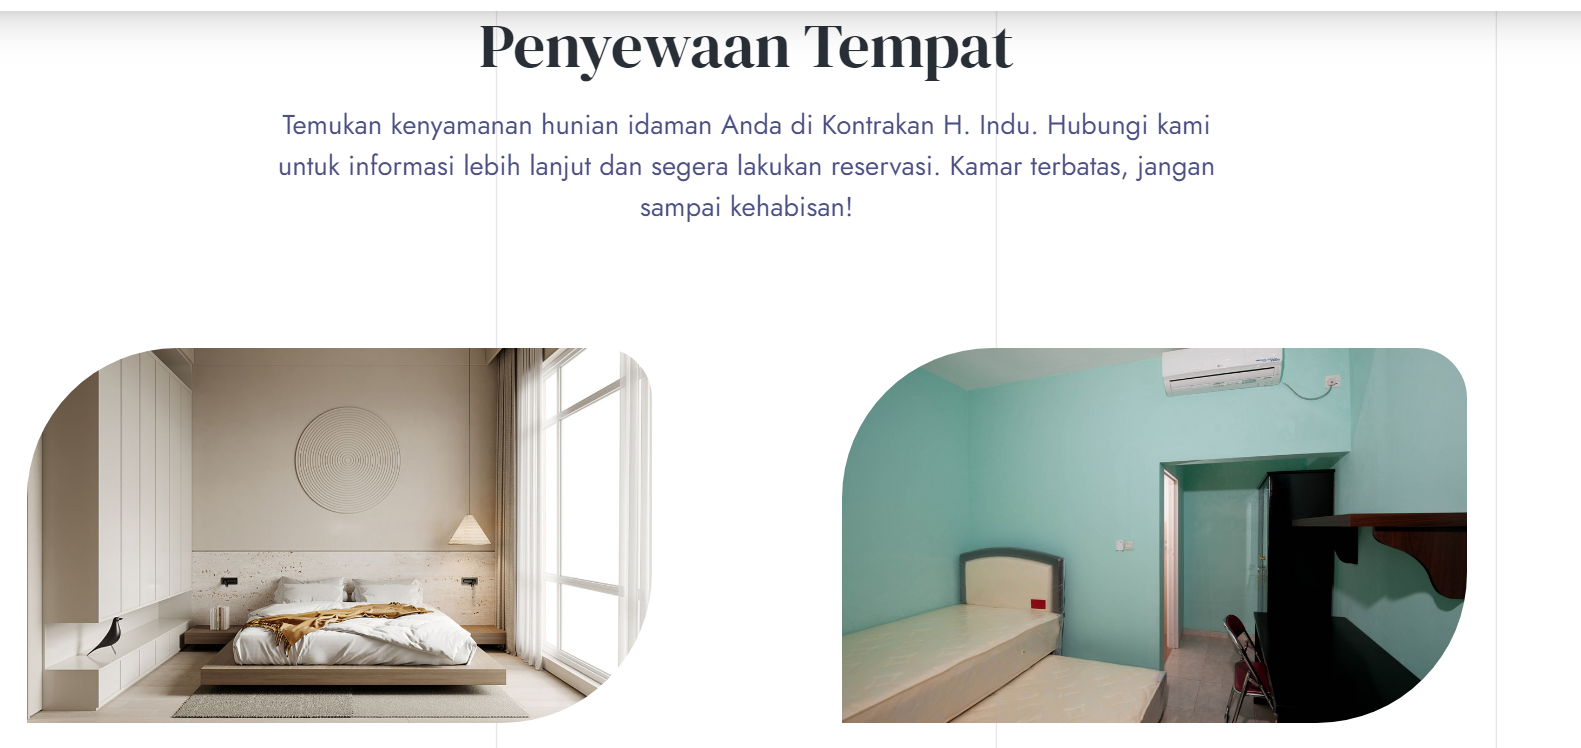 Penyewaan Tempat
Temukan kenyamanan hunian idaman Anda di Kontrakan H. Indu. Hubungi kami
untuk informasi lebih lanjut dan segera lakukan reservasi. Kamar terbatas, jangan
sampai kehabisan!